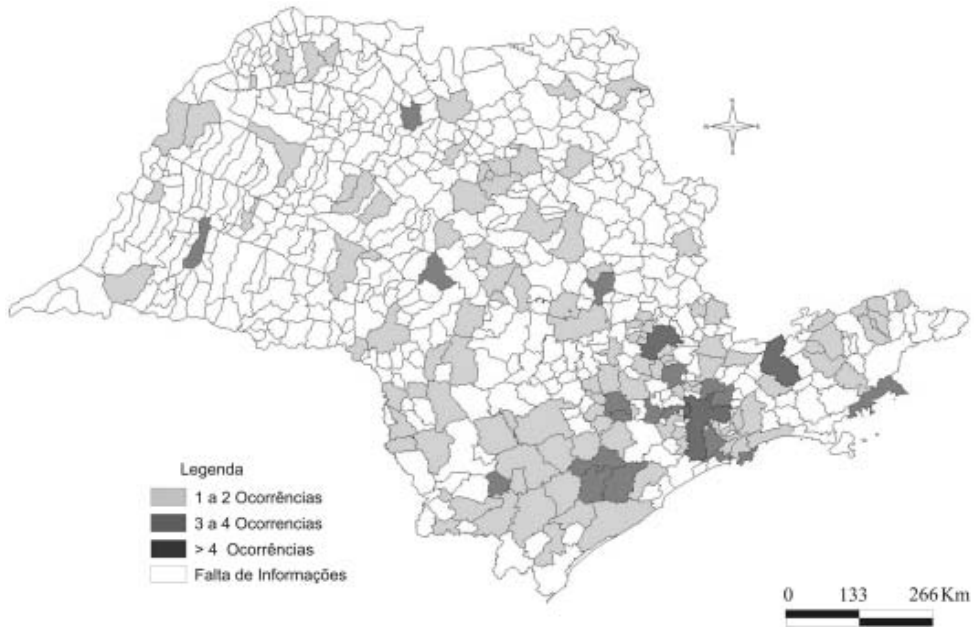 Legenda
1 a 2 Ocorrências
3 a 4 Ocorrencias
> 4 Ocorrências
Falta de Informações
0 133 266 Km